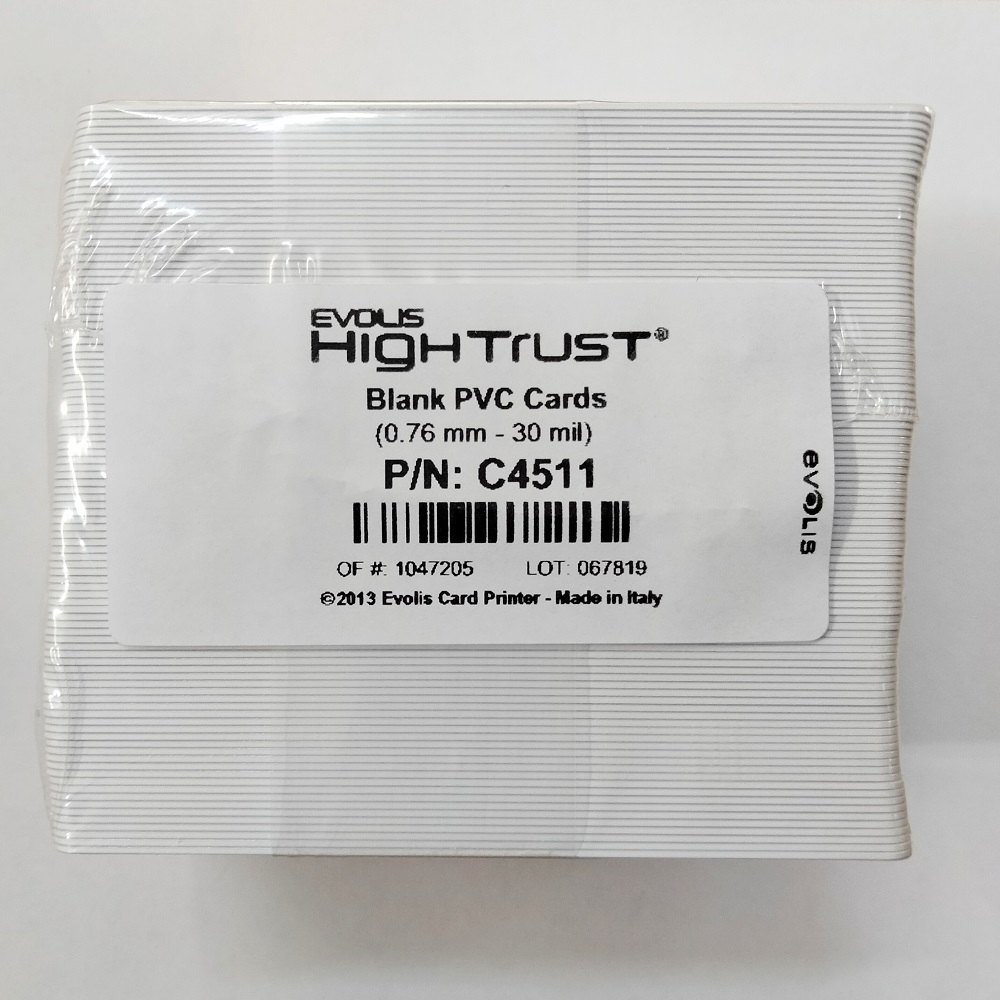 EVOLIS
HIGHTRUST®
Blank PVC Cards
(0.76 mm - 30 mil)
P/N: C4511
OF #: 1047205 LOT: 067819
©2013 Evolis Card Printer - Made in Italy
evolis